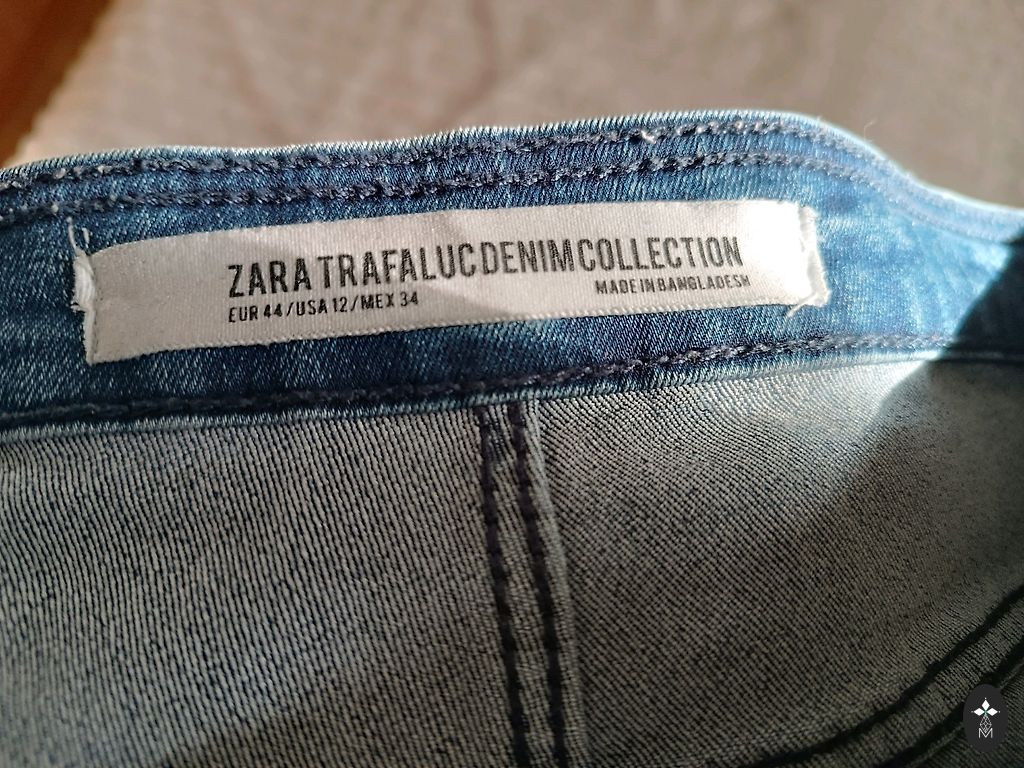 ZARA TRAFALUC DENIM COLLECTION
MADE IN BANGLADESH
EUR 44 / USA 12 / MEX 34
M